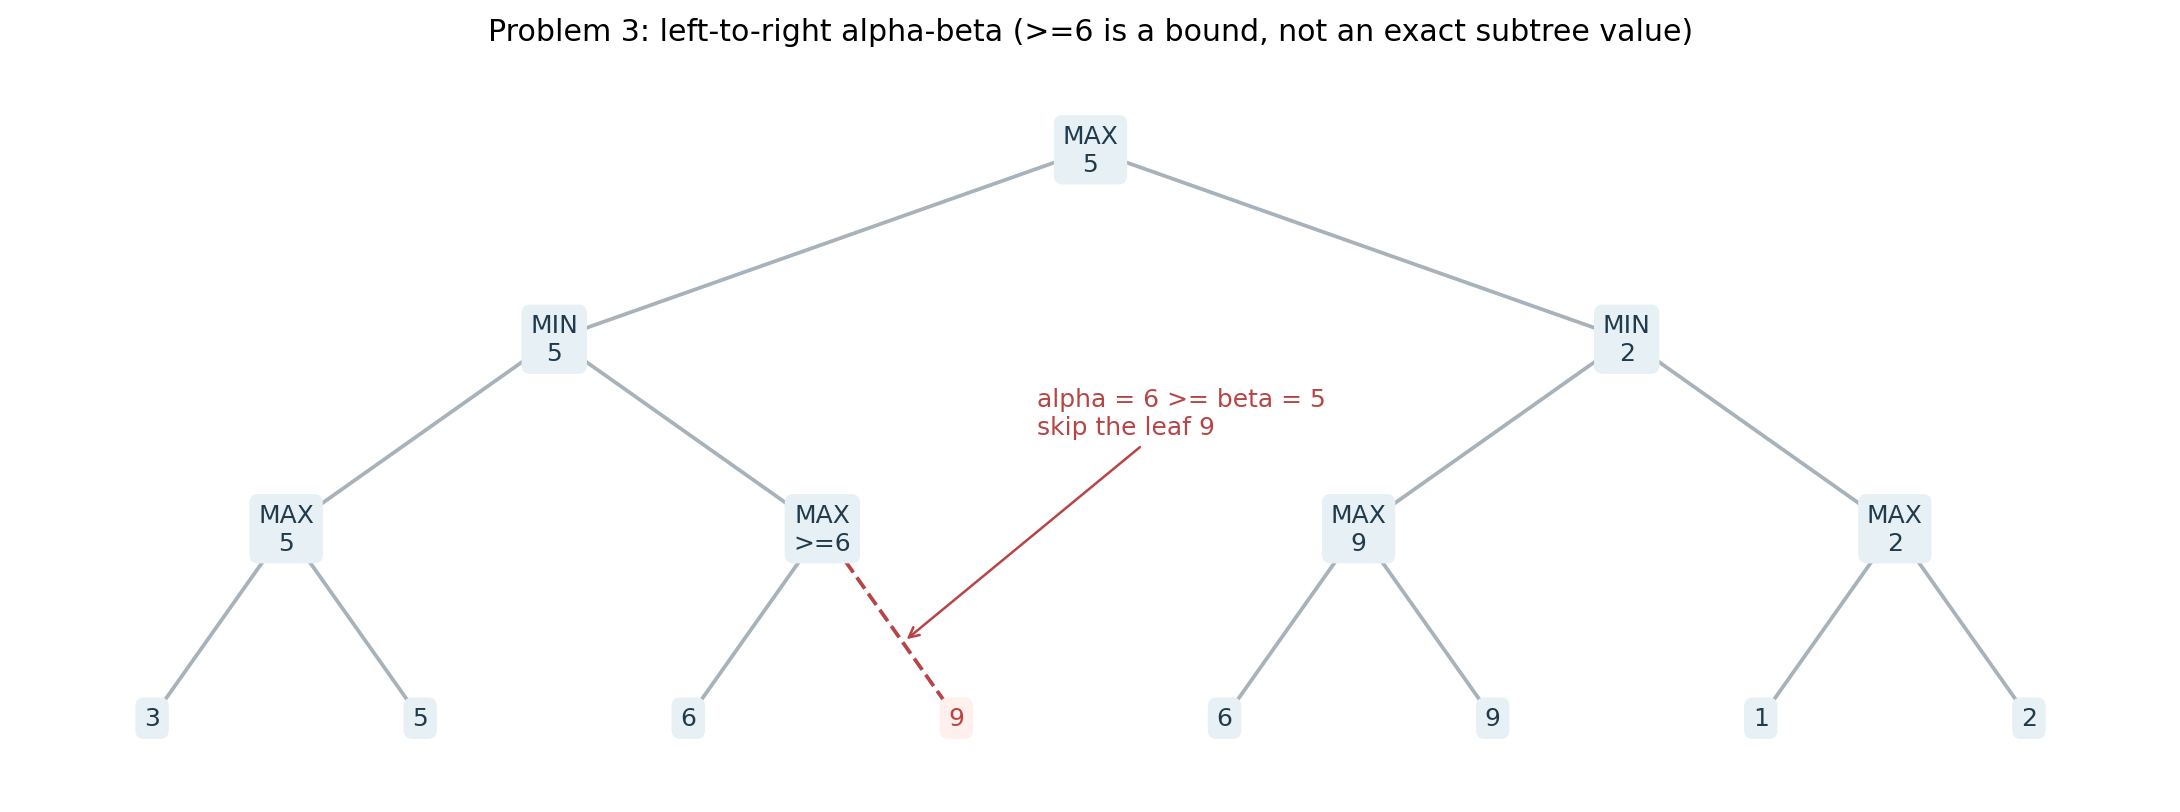 Problem 3: left-to-right alpha-beta (>=6 is a bound, not an exact subtree value)
MAX
5
MIN
5
MIN
2
alpha = 6 >= beta = 5
skip the leaf 9
MAX
5
MAX
>=6
MAX
9
MAX
2
3
5
6
9
6
9
1
2